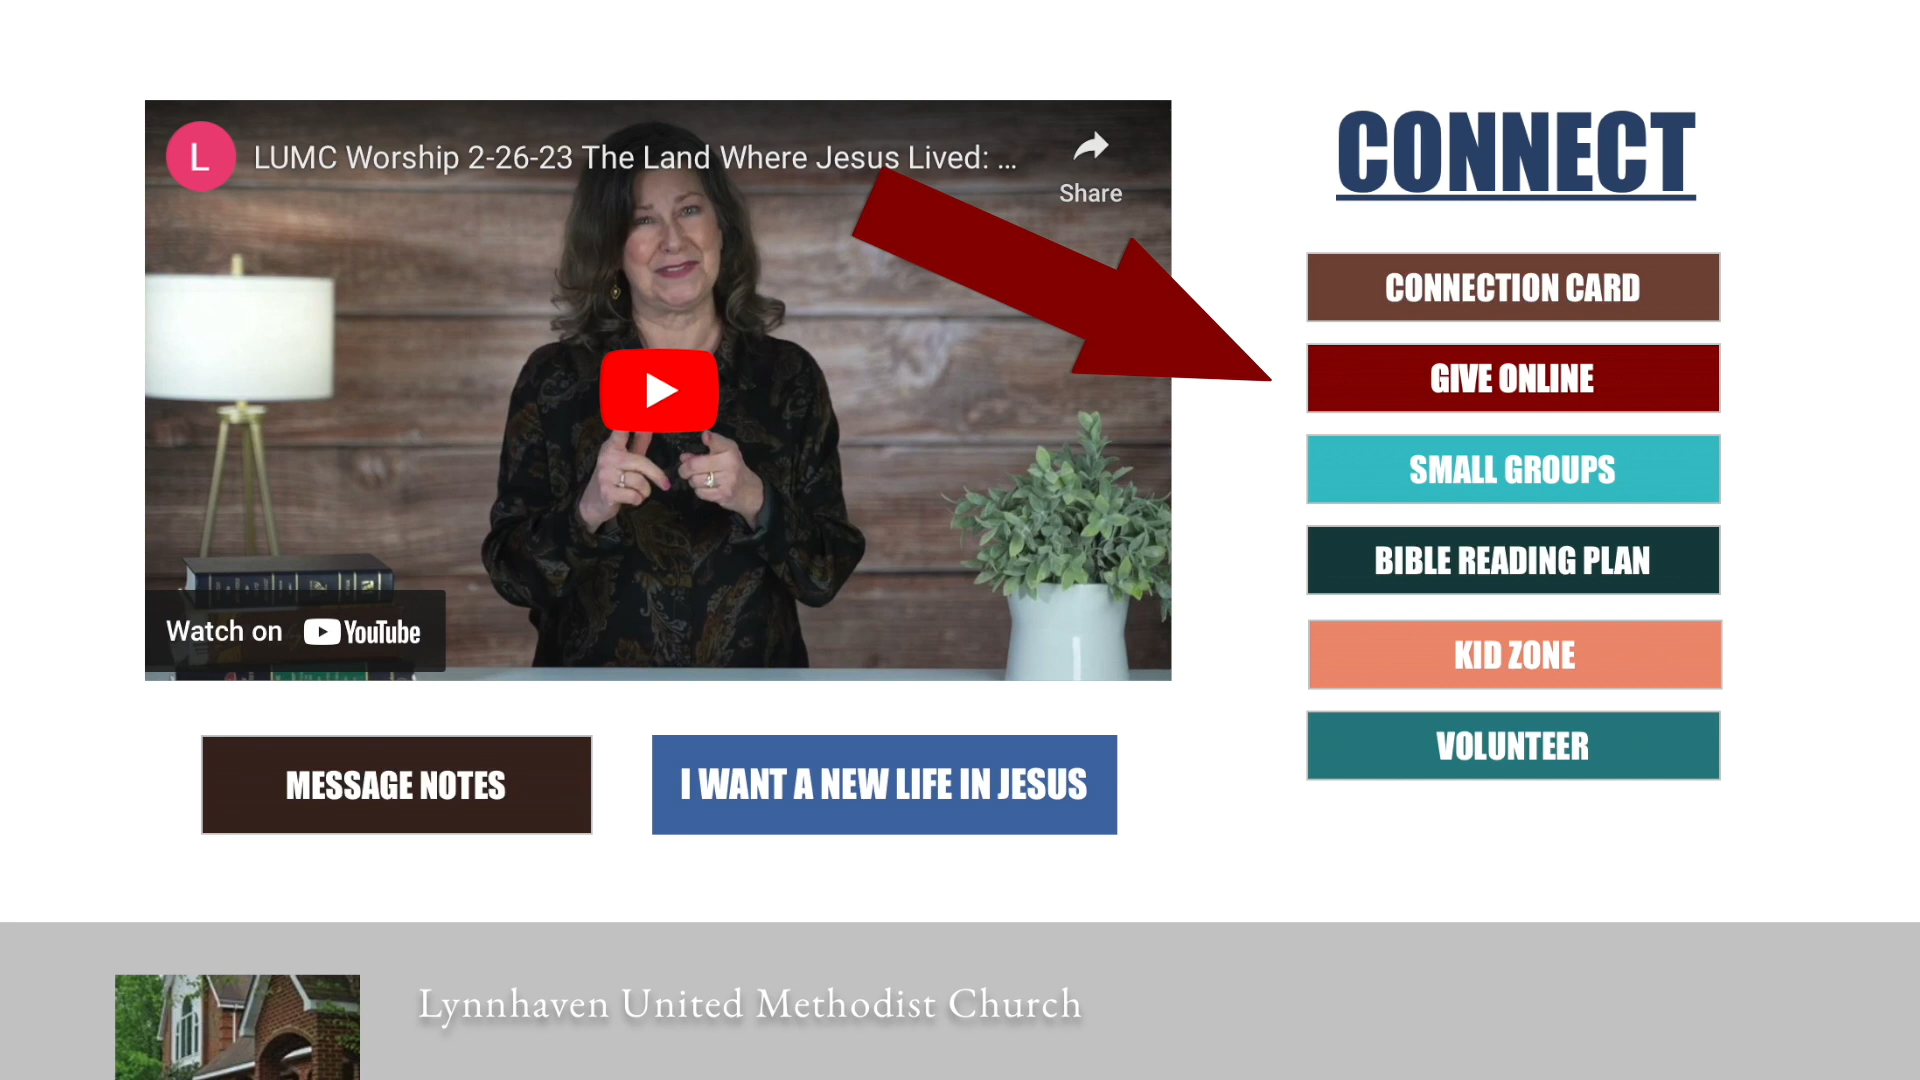 L
LUMC Worship 2-26-23 The Land Where Jesus Lived: ...
Share
Watch on YouTube
MESSAGE NOTES
I WANT A NEW LIFE IN JESUS
CONNECT
CONNECTION CARD
GIVE ONLINE
SMALL GROUPS
BIBLE READING PLAN
KID ZONE
VOLUNTEER
Lynnhaven United Methodist Church